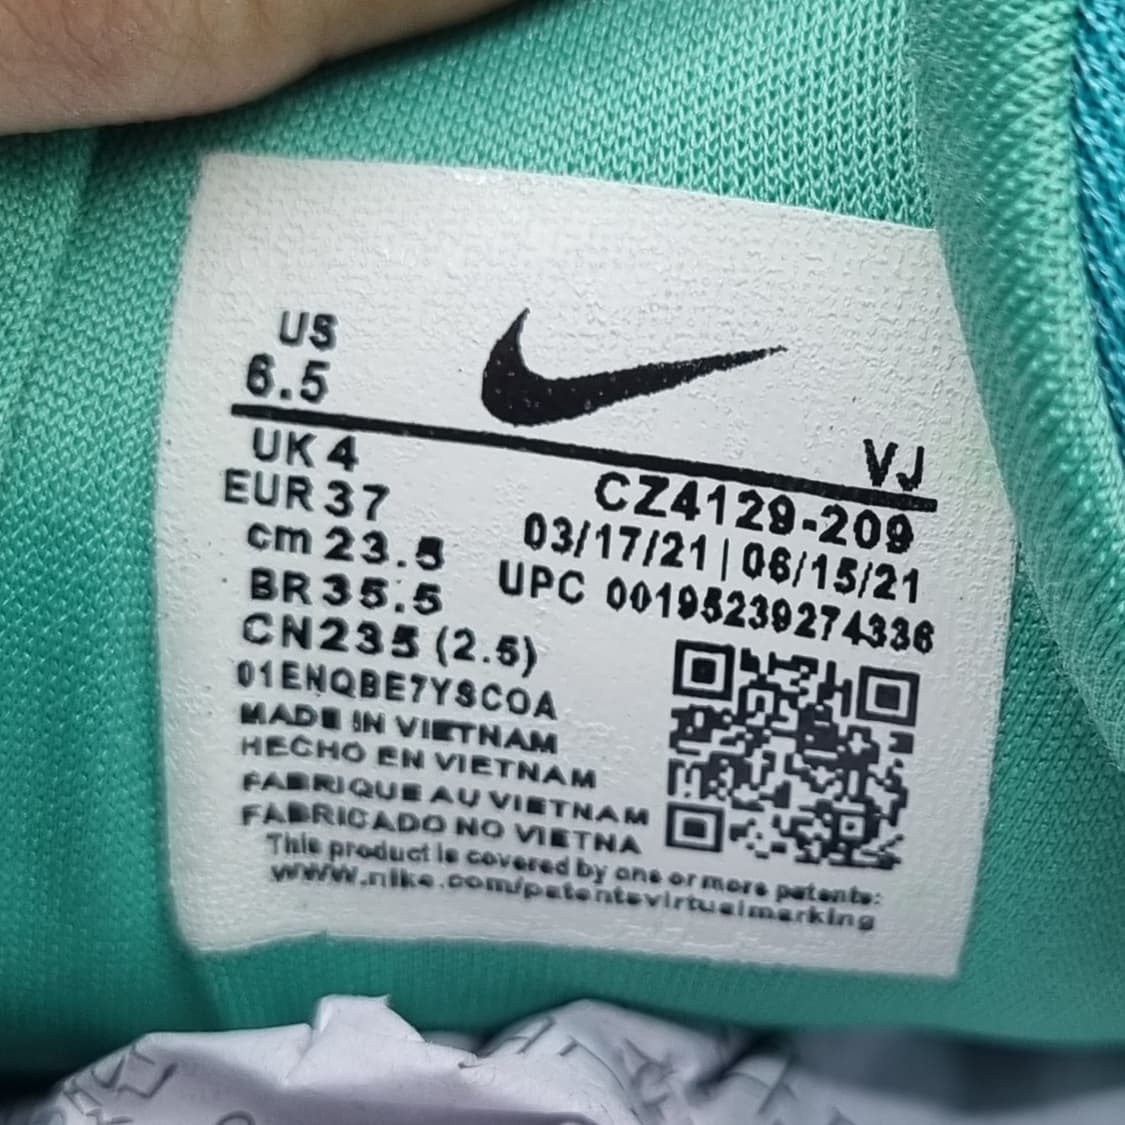 US
6.5
VJ
UK 4
CZ4129-209
EUR 37
03/17/21 | 06/15/21
cm 23.5
UPC 00195239274336
BR 35.5
CN 235 (2.5)
01ENQBE7YSCOA
MADE IN VIETNAM
HECHO EN VIETNAM
FABRIQUE AU VIETNAM
FABRICADO NO VIETNA
This product is covered by one or more patents:
www.nike.com/patentsvirtualmarking